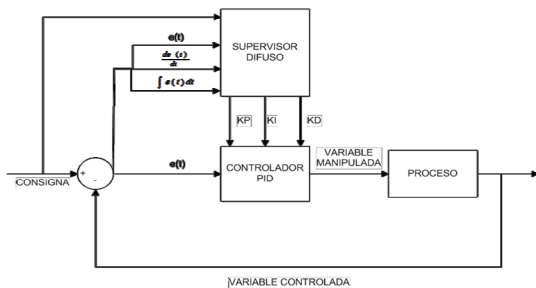 e(t)
SUPERVISOR
DIFUSO
de (t)
dt
∫ e(t) dt
KP
KI
KD
VARIABLE
MANIPULADA
e(t)
CONTROLADOR
PID
PROCESO
+
-
CONSIGNA
VARIABLE CONTROLADA